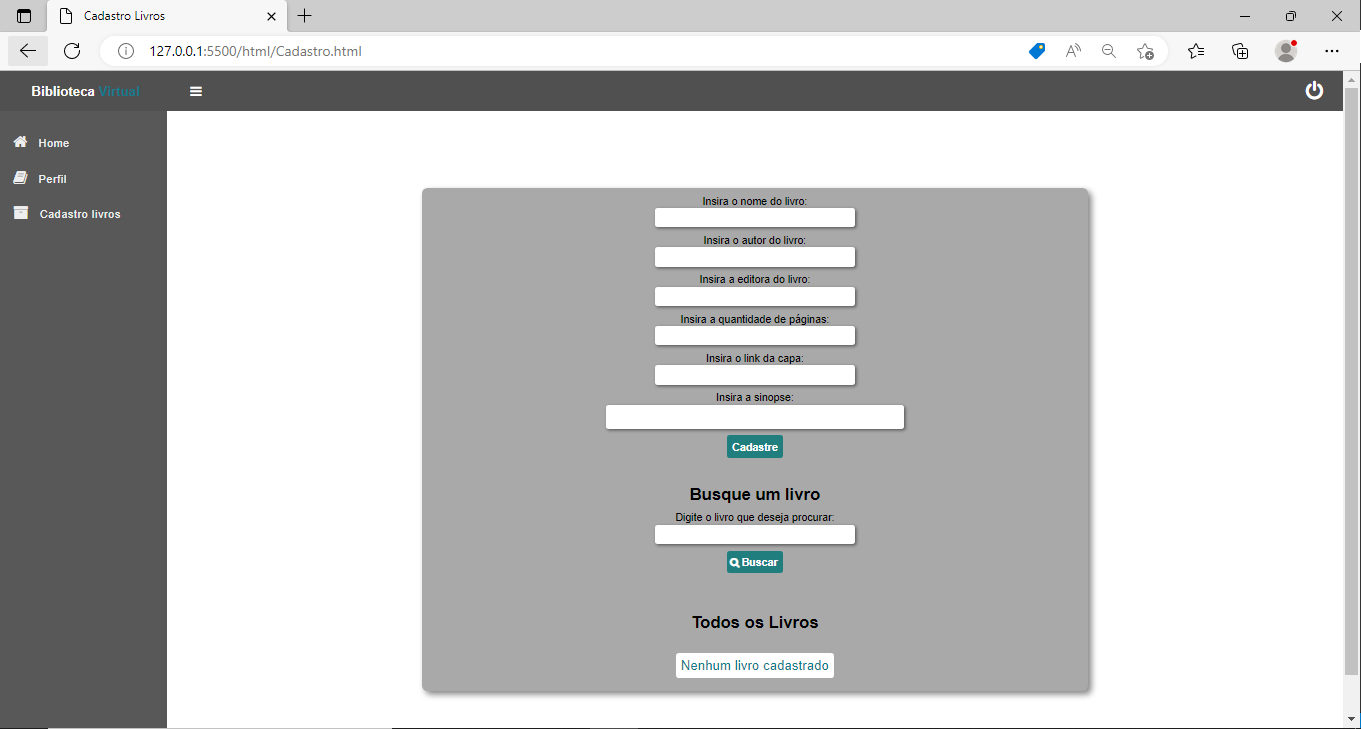 Cadastro Livros
127.0.0.1:5500/html/Cadastro.html
Biblioteca Virtual
Home
Perfil
Cadastro livros
Insira o nome do livro:
Insira o autor do livro:
Insira a editora do livro:
Insira a quantidade de páginas:
Insira o link da capa:
Insira a sinopse:
Cadastre
Busque um livro
Digite o livro que deseja procurar:
Buscar
Todos os Livros
Nenhum livro cadastrado